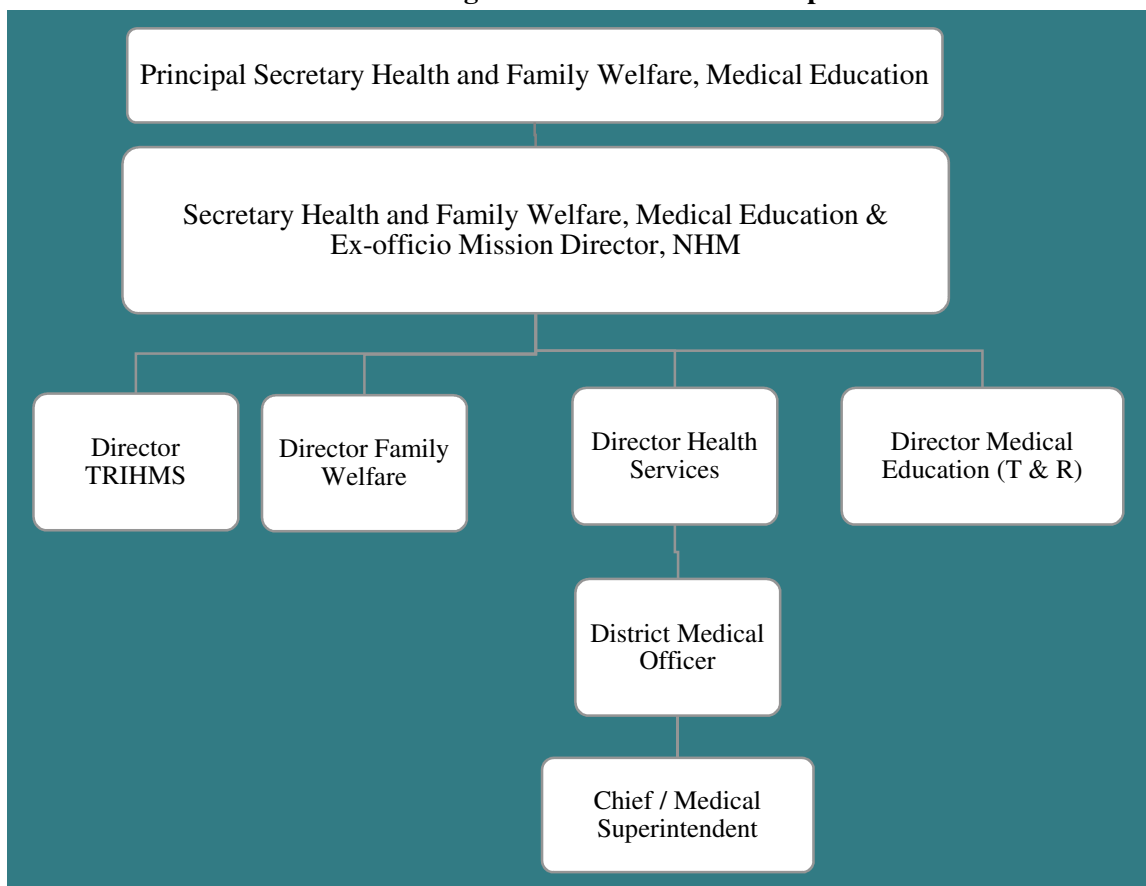 Principal Secretary Health and Family Welfare, Medical Education
Secretary Health and Family Welfare, Medical Education &
Ex-officio Mission Director, NHM
Director
TRIHMS
Director Family
Welfare
Director Health
Services
Director Medical
Education (T & R)
District Medical
Officer
Chief / Medical
Superintendent